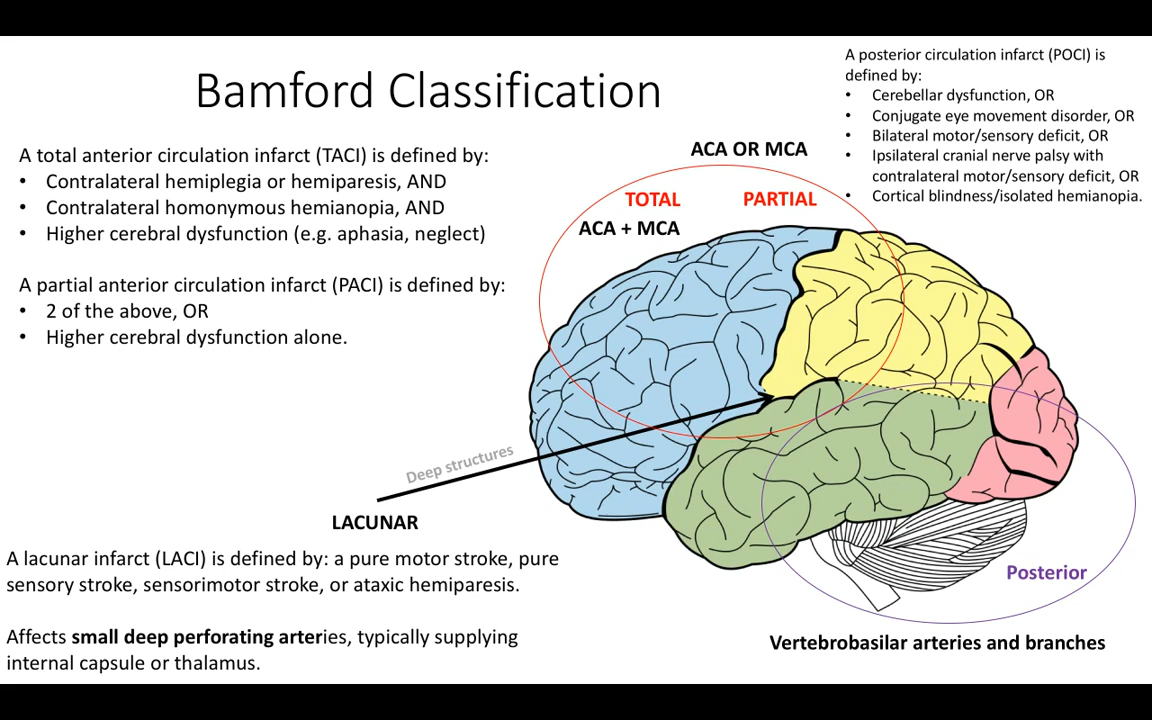 Bamford Classification
A total anterior circulation infarct (TACI) is defined by:
• Contralateral hemiplegia or hemiparesis, AND
• Contralateral homonymous hemianopia, AND
• Higher cerebral dysfunction (e.g. aphasia, neglect)
A partial anterior circulation infarct (PACI) is defined by:
• 2 of the above, OR
• Higher cerebral dysfunction alone.
A posterior circulation infarct (POCI) is
defined by:
• Cerebellar dysfunction, OR
• Conjugate eye movement disorder, OR
• Bilateral motor/sensory deficit, OR
• Ipsilateral cranial nerve palsy with
contralateral motor/sensory deficit, OR
• Cortical blindness/isolated hemianopia.
ACA OR MCA
TOTAL
PARTIAL
ACA + MCA
Deep structures
LACUNAR
A lacunar infarct (LACI) is defined by: a pure motor stroke, pure
sensory stroke, sensorimotor stroke, or ataxic hemiparesis.
Affects small deep perforating arteries, typically supplying
internal capsule or thalamus.
Posterior
Vertebrobasilar arteries and branches